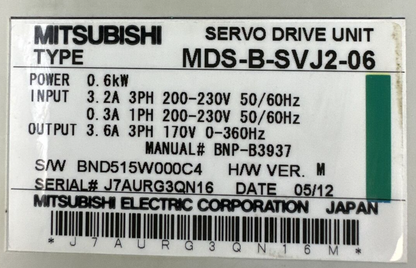 MITSUBISHI SERVO DRIVE UNIT
TYPE MDS-B-SVJ2-06
POWER 0.6kW
INPUT 3.2A 3PH 200-230V 50/60Hz
0.3A 1PH 200-230V 50/60Hz
OUTPUT 3.6A 3PH 170V 0-360Hz
MANUAL# BNP-B3937
S/W BND515W000C4 H/W VER. M
SERIAL# J7AURG3QN16 DATE 05/12
MITSUBISHI ELECTRIC CORPORATION JAPAN
* J 7 A U R G 3 Q N 1 6 M *